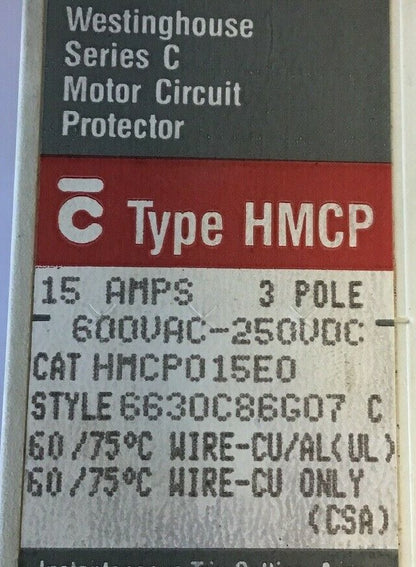 Westinghouse
Series C
Motor Circuit
Protector
C Type HMCP
15 AMPS 3 POLE
600VAC-250VDC
CAT HMCP015E0
STYLE 6630C86G07 C
60/75°C WIRE-CU/AL(UL)
60/75°C WIRE-CU ONLY
(CSA)